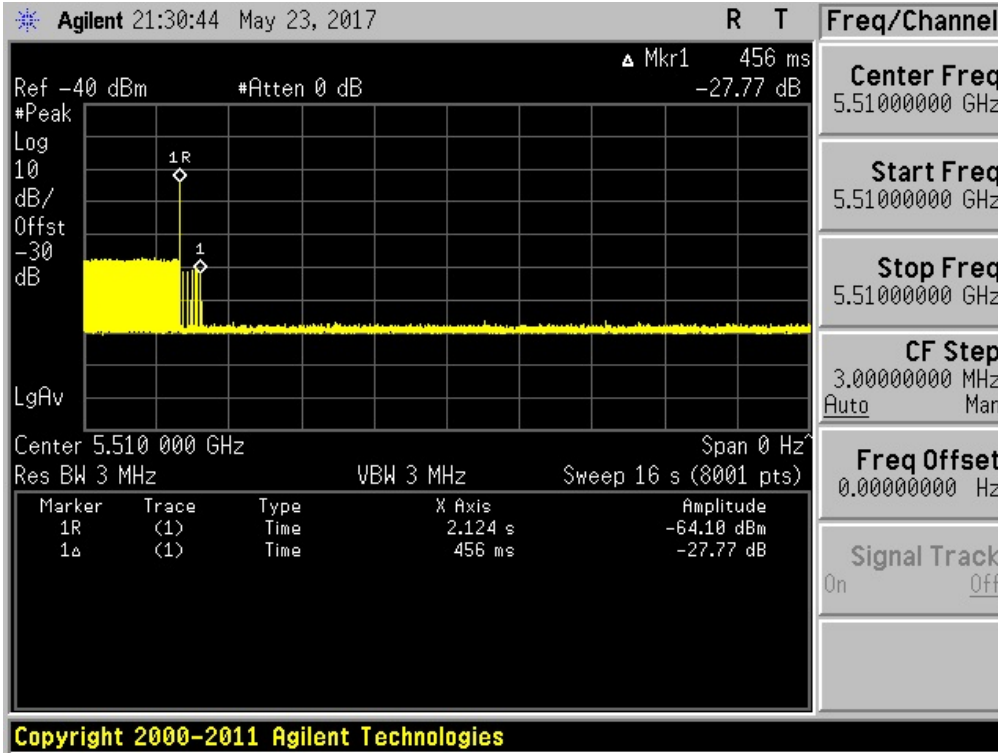 Agilent 21:30:44 May 23, 2017 R T
Δ Mkr1 456 ms
Ref -40 dBm #Atten 0 dB -27.77 dB
#Peak
Log
10
dB/
Offst
-30
dB
1R
1
LgAv
Center 5.510 000 GHz Span 0 Hz^
Res BW 3 MHz VBW 3 MHz Sweep 16 s (8001 pts)
Marker Trace Type X Axis Amplitude
1R (1) Time 2.124 s -64.10 dBm
1Δ (1) Time 456 ms -27.77 dB
Copyright 2000-2011 Agilent Technologies
Freq/Channel
Center Freq
5.51000000 GHz
Start Freq
5.51000000 GHz
Stop Freq
5.51000000 GHz
CF Step
3.00000000 MHz
Auto Man
Freq Offset
0.00000000 Hz
Signal Track
On Off